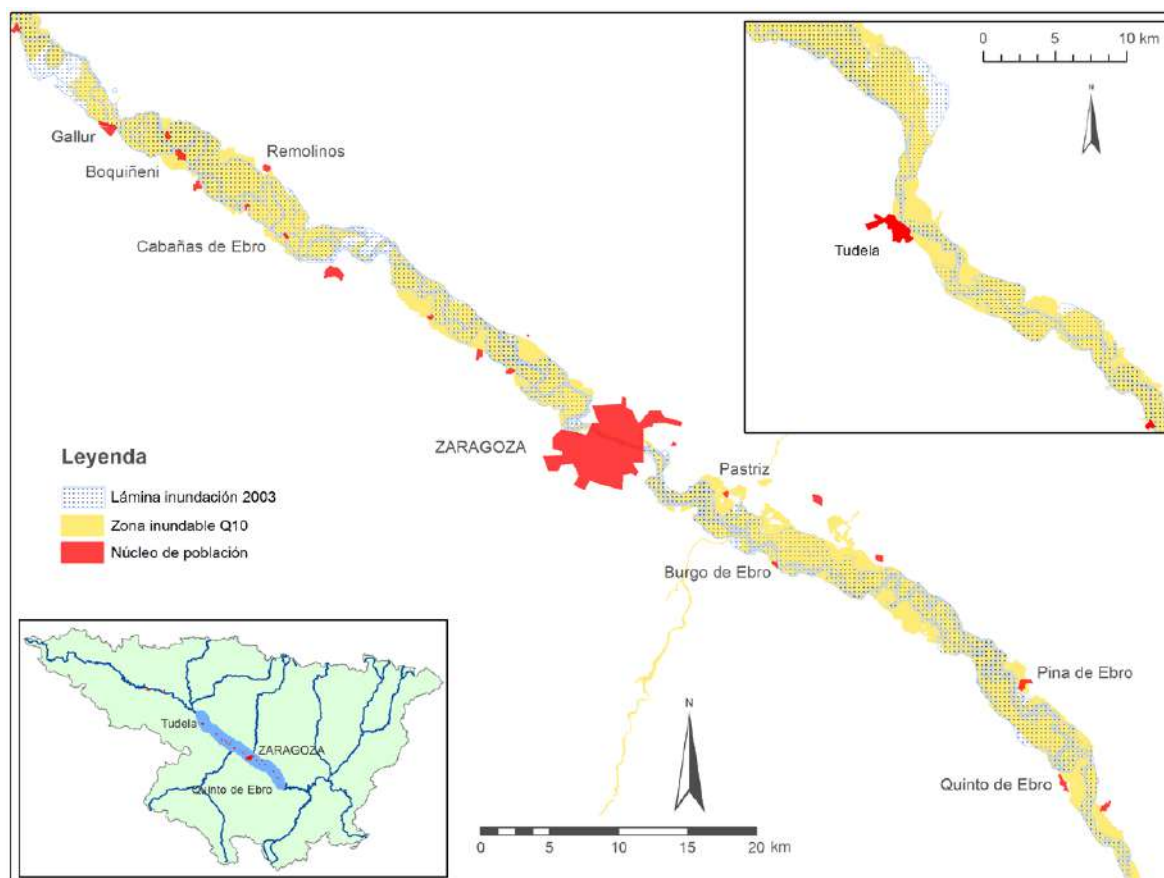 0 5 10 km
N
Tudela
Gallur
Boquiñeni
Remolinos
Cabañas de Ebro
ZARAGOZA
Pastriz
Burgo de Ebro
Pina de Ebro
Quinto de Ebro
Leyenda
Lámina inundación 2003
Zona inundable Q10
Núcleo de población
Tudela
ZARAGOZA
Quinto de Ebro
N
0 5 10 15 20 km